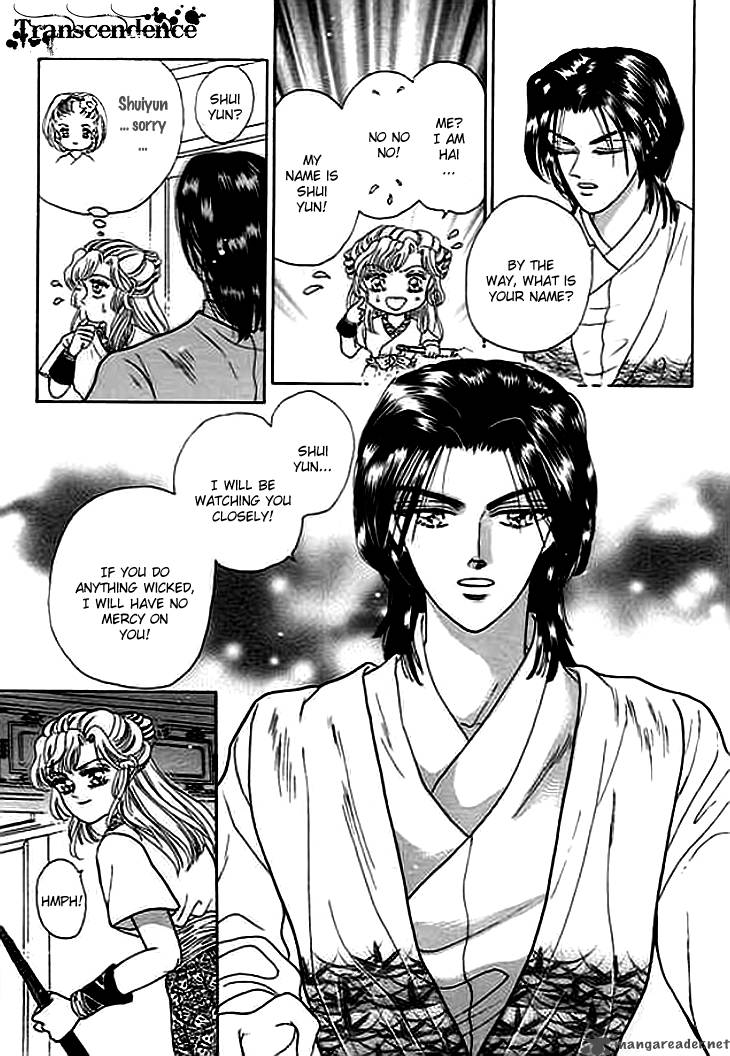 Transcendence
BY THE
WAY, WHAT IS
YOUR NAME?
ME?
I AM
HAI
...
NO NO
NO!
MY
NAME IS
SHUI
YUN!
SHUI
YUN?
Shuiyun
... sorry
...
SHUI
YUN...
I WILL BE
WATCHING YOU
CLOSELY!
IF YOU DO
ANYTHING WICKED,
I WILL HAVE NO
MERCY ON
YOU!
HMPH!
mangareader.net